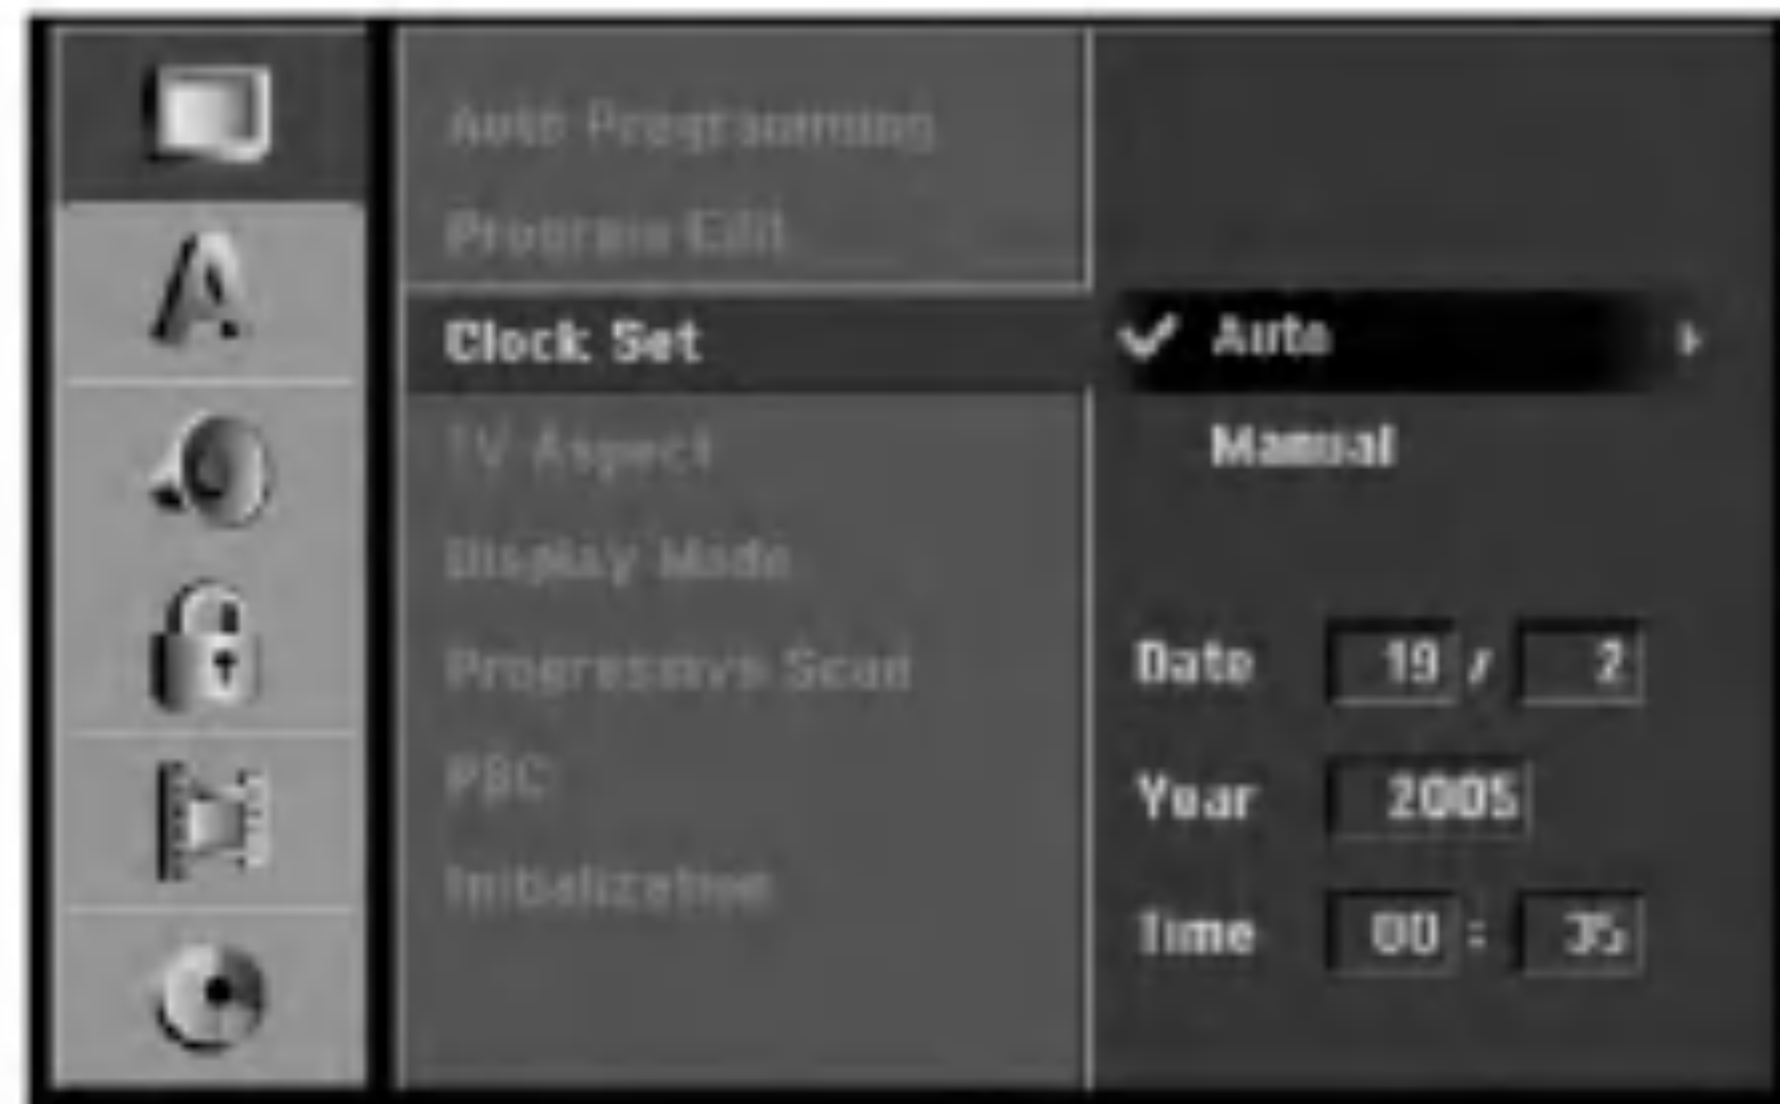 Auto Programming
Program Edit
Clock Set
Auto
Manual
TV Aspect
Display Mode
Progressive Scan
PBC
Initialization
Date 19 / 2
Year 2005
Time 00 : 35